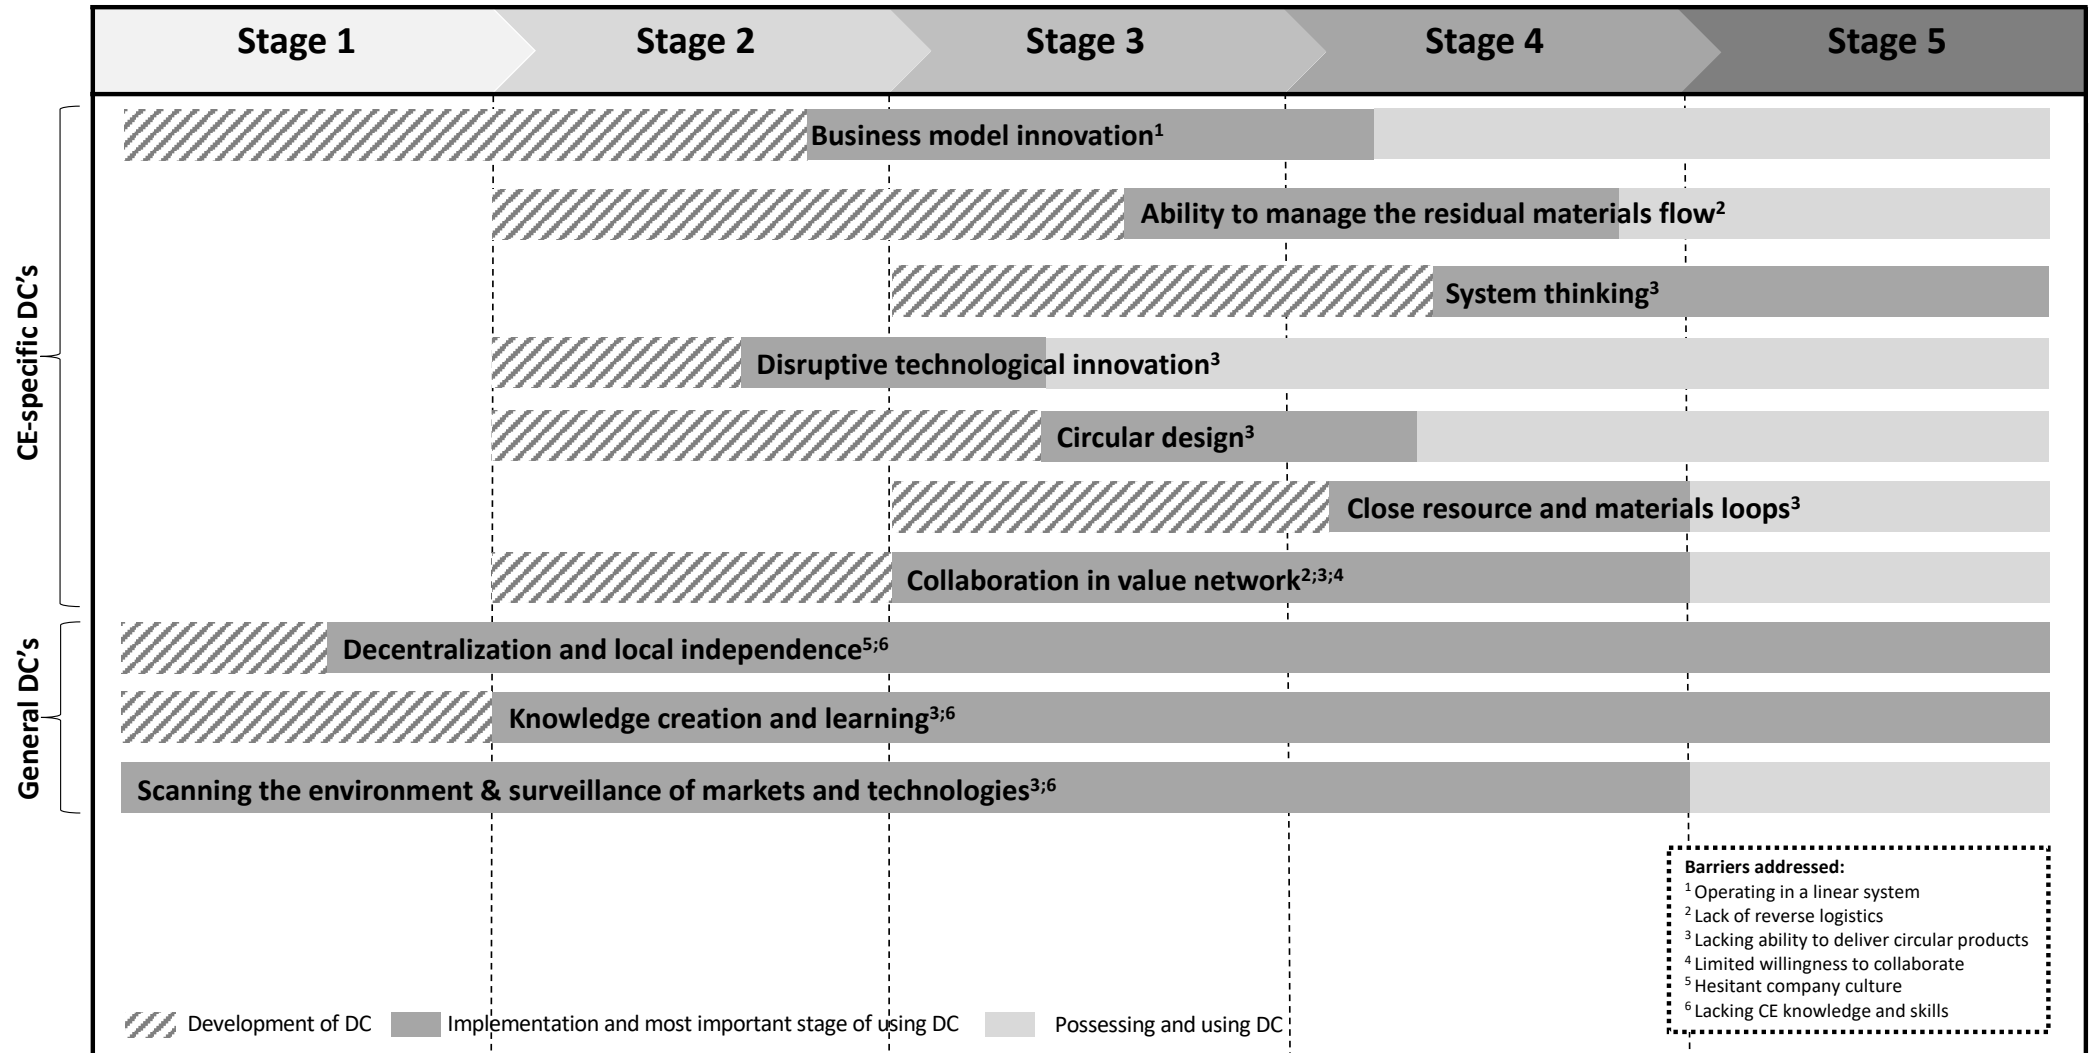 Stage 1
Stage 2
Stage 3
Stage 4
Stage 5
CE-specific DC's
Business model innovation¹
Ability to manage the residual materials flow²
System thinking³
Disruptive technological innovation³
Circular design³
Close resource and materials loops³
Collaboration in value network²;³;⁴
General DC's
Decentralization and local independence⁵;⁶
Knowledge creation and learning³;⁶
Scanning the environment & surveillance of markets and technologies³;⁶
Barriers addressed:
¹ Operating in a linear system
² Lack of reverse logistics
³ Lacking ability to deliver circular products
⁴ Limited willingness to collaborate
⁵ Hesitant company culture
⁶ Lacking CE knowledge and skills
Development of DC
Implementation and most important stage of using DC
Possessing and using DC